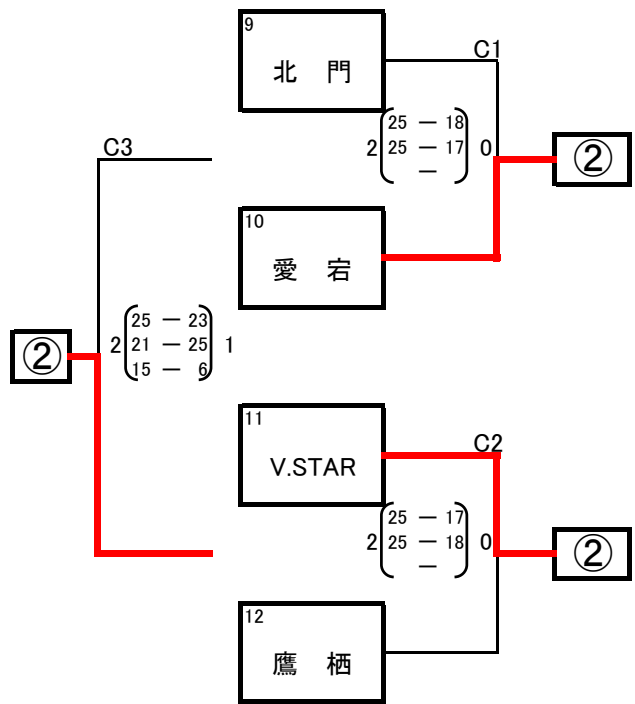 9
北 門
C1
25 ー 18
2 25 ー 17 0
ー
②
C3
10
愛 宕
25 ー 23
2 21 ー 25 1
15 ー 6
②
11
V.STAR
C2
25 ー 17
2 25 ー 18 0
ー
②
12
鷹 栖